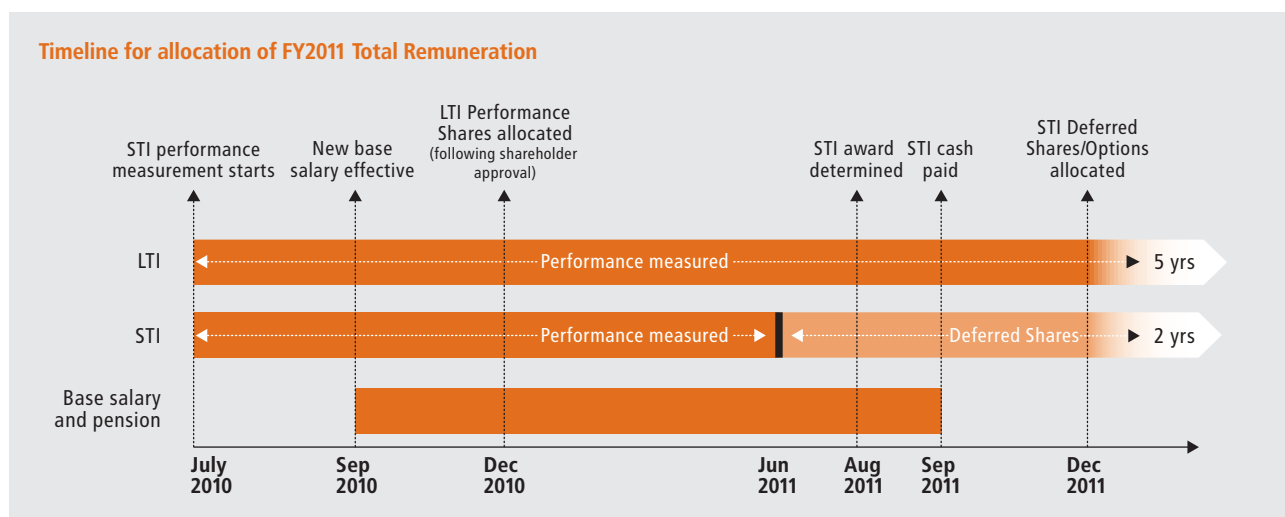 Timeline for allocation of FY2011 Total Remuneration
STI performance
measurement starts
New base
salary effective
LTI Performance
Shares allocated
(following shareholder
approval)
STI award
determined
STI cash
paid
STI Deferred
Shares/Options
allocated
LTI
Performance measured
5 yrs
STI
Performance measured
Deferred Shares
2 yrs
Base salary
and pension
July
2010
Sep
2010
Dec
2010
Jun
2011
Aug
2011
Sep
2011
Dec
2011